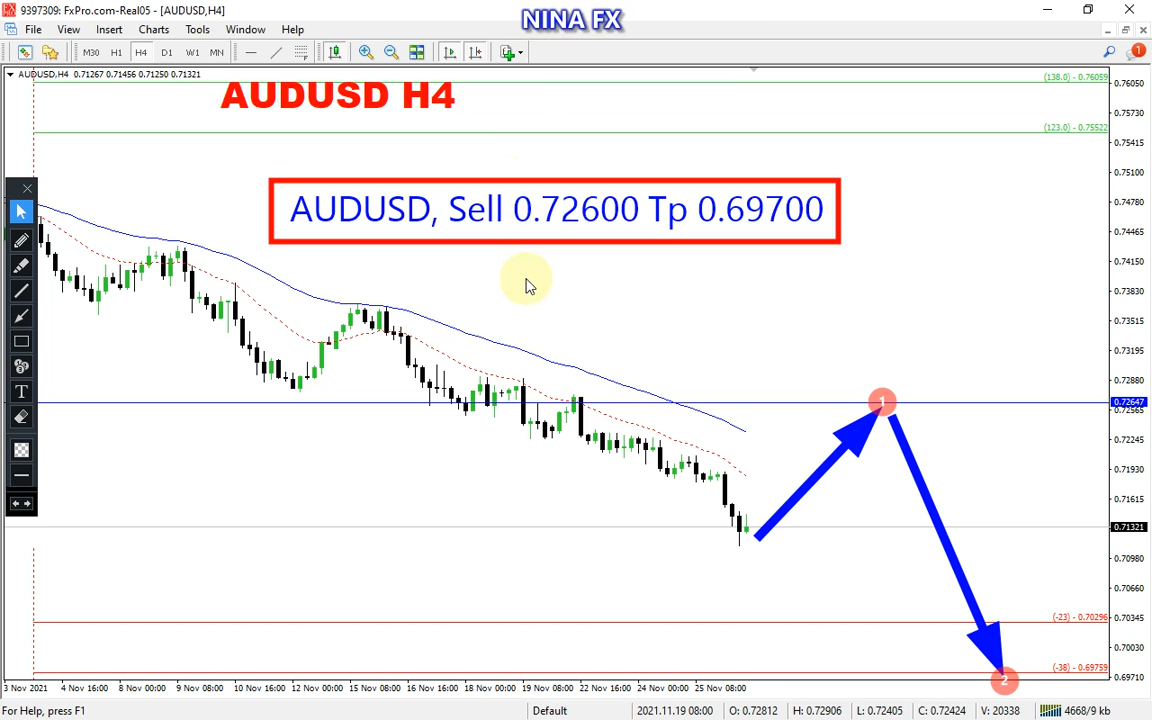 9397309: FxPro.com-Real05 - [AUDUSD,H4]
NINA FX
File View Insert Charts Tools Window Help
M30 H1 H4 D1 W1 MN
1
AUDUSD,H4 0.71267 0.71456 0.71250 0.71321
AUDUSD H4
(138.0) - 0.76059
0.76050
0.75730
(123.0) - 0.75522
0.75415
0.75100
AUDUSD, Sell 0.72600 Tp 0.69700
0.74780
0.74465
0.74150
0.73830
0.73515
0.73195
0.72880
1
0.72647
0.72565
0.72245
0.71930
0.71615
0.71321
0.70980
0.70660
(-23) - 0.70296
0.70345
0.70030
(-38) - 0.69759
0.69710
2
T
3 Nov 2021 4 Nov 16:00 8 Nov 00:00 9 Nov 08:00 10 Nov 16:00 12 Nov 00:00 15 Nov 08:00 16 Nov 16:00 18 Nov 00:00 19 Nov 08:00 22 Nov 16:00 24 Nov 00:00 25 Nov 08:00
For Help, press F1 Default 2021.11.19 08:00 O: 0.72812 H: 0.72906 L: 0.72405 C: 0.72424 V: 20338 4668/9 kb